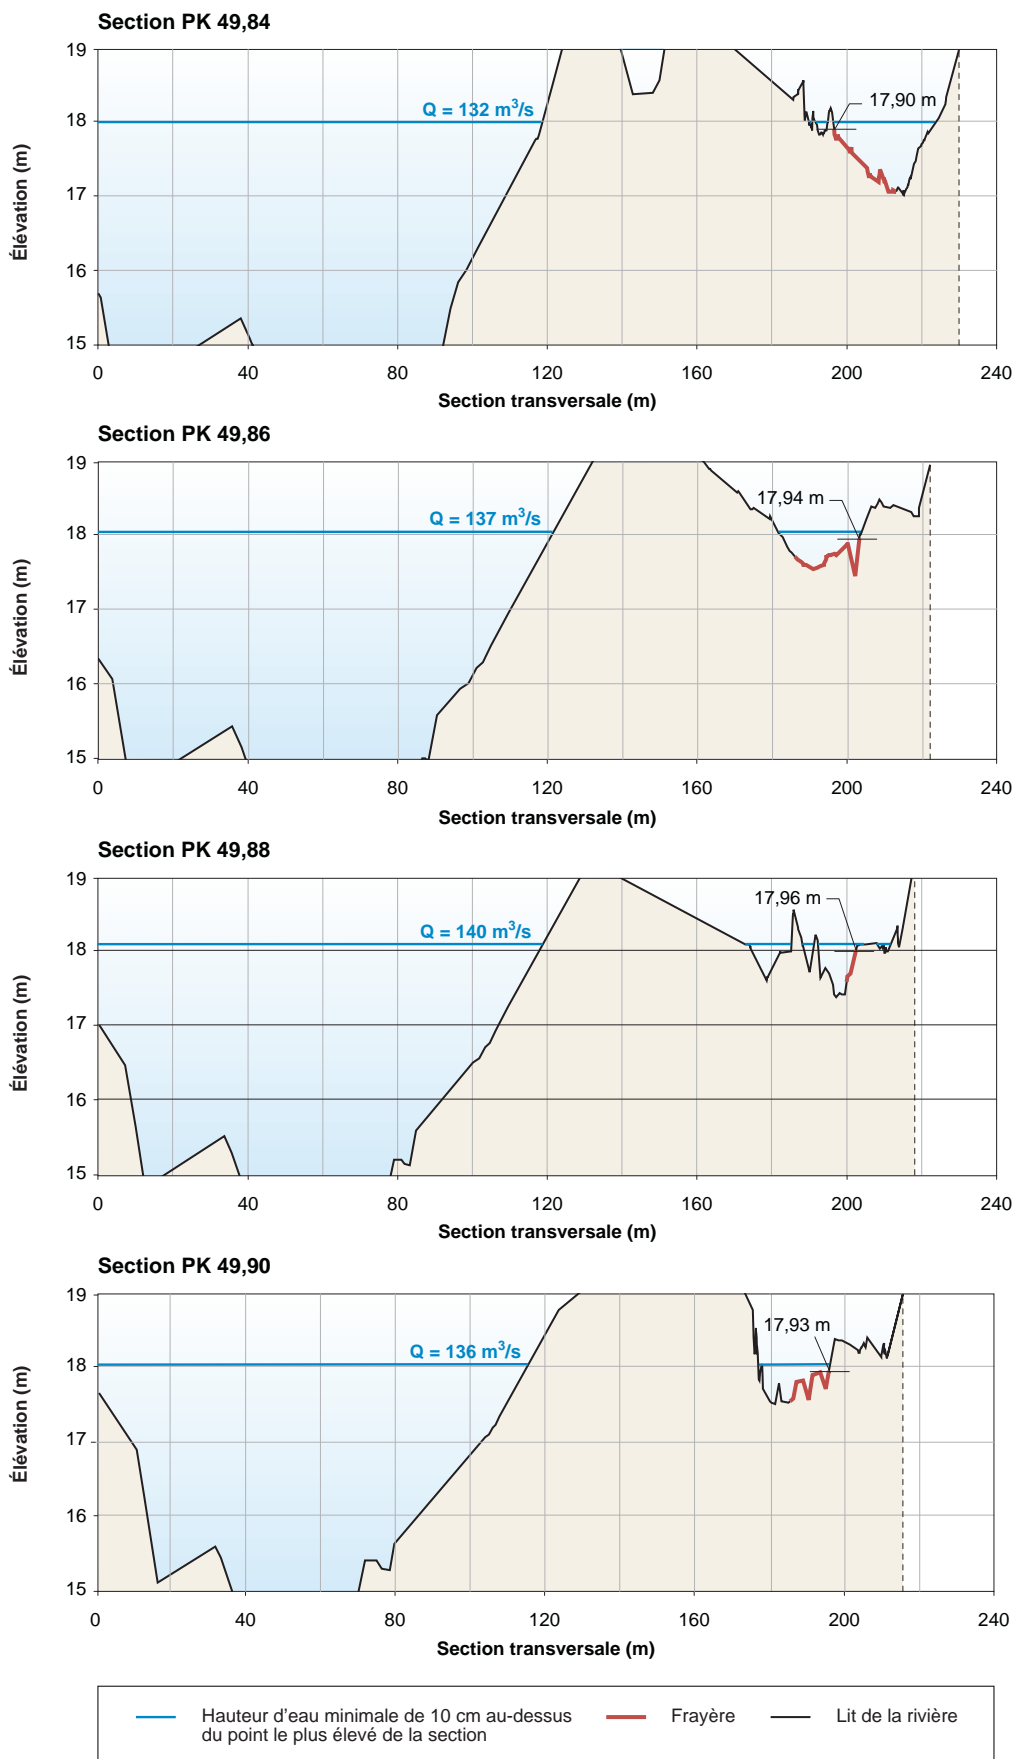 Section PK 49,84
19
18
17
16
15
Élévation (m)
Q = 132 m³/s
17,90 m
0 40 80 120 160 200 240
Section transversale (m)
Section PK 49,86
19
18
17
16
15
Élévation (m)
Q = 137 m³/s
17,94 m
0 40 80 120 160 200 240
Section transversale (m)
Section PK 49,88
19
18
17
16
15
Élévation (m)
Q = 140 m³/s
17,96 m
0 40 80 120 160 200 240
Section transversale (m)
Section PK 49,90
19
18
17
16
15
Élévation (m)
Q = 136 m³/s
17,93 m
0 40 80 120 160 200 240
Section transversale (m)
Hauteur d'eau minimale de 10 cm au-dessus
du point le plus élevé de la section
Frayère
Lit de la rivière